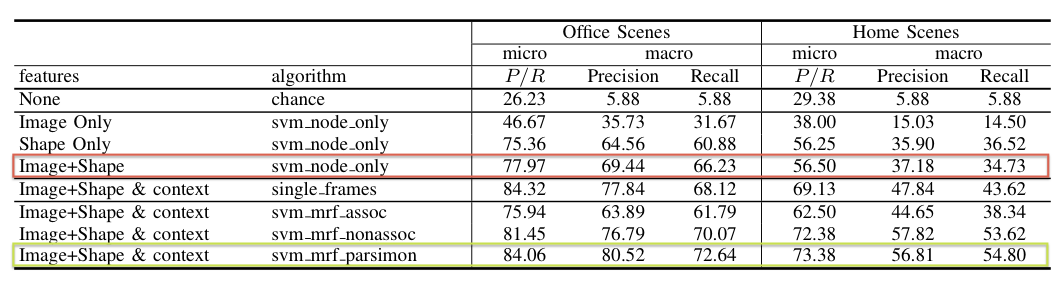 Office Scenes Home Scenes
micro macro micro macro
features algorithm P/R Precision Recall P/R Precision Recall
None chance 26.23 5.88 5.88 29.38 5.88 5.88
Image Only svm_node_only 46.67 35.73 31.67 38.00 15.03 14.50
Shape Only svm_node_only 75.36 64.56 60.88 56.25 35.90 36.52
Image+Shape svm_node_only 77.97 69.44 66.23 56.50 37.18 34.73
Image+Shape & context single_frames 84.32 77.84 68.12 69.13 47.84 43.62
Image+Shape & context svm_mrf_assoc 75.94 63.89 61.79 62.50 44.65 38.34
Image+Shape & context svm_mrf_nonassoc 81.45 76.79 70.07 72.38 57.82 53.62
Image+Shape & context svm_mrf_parsimon 84.06 80.52 72.64 73.38 56.81 54.80